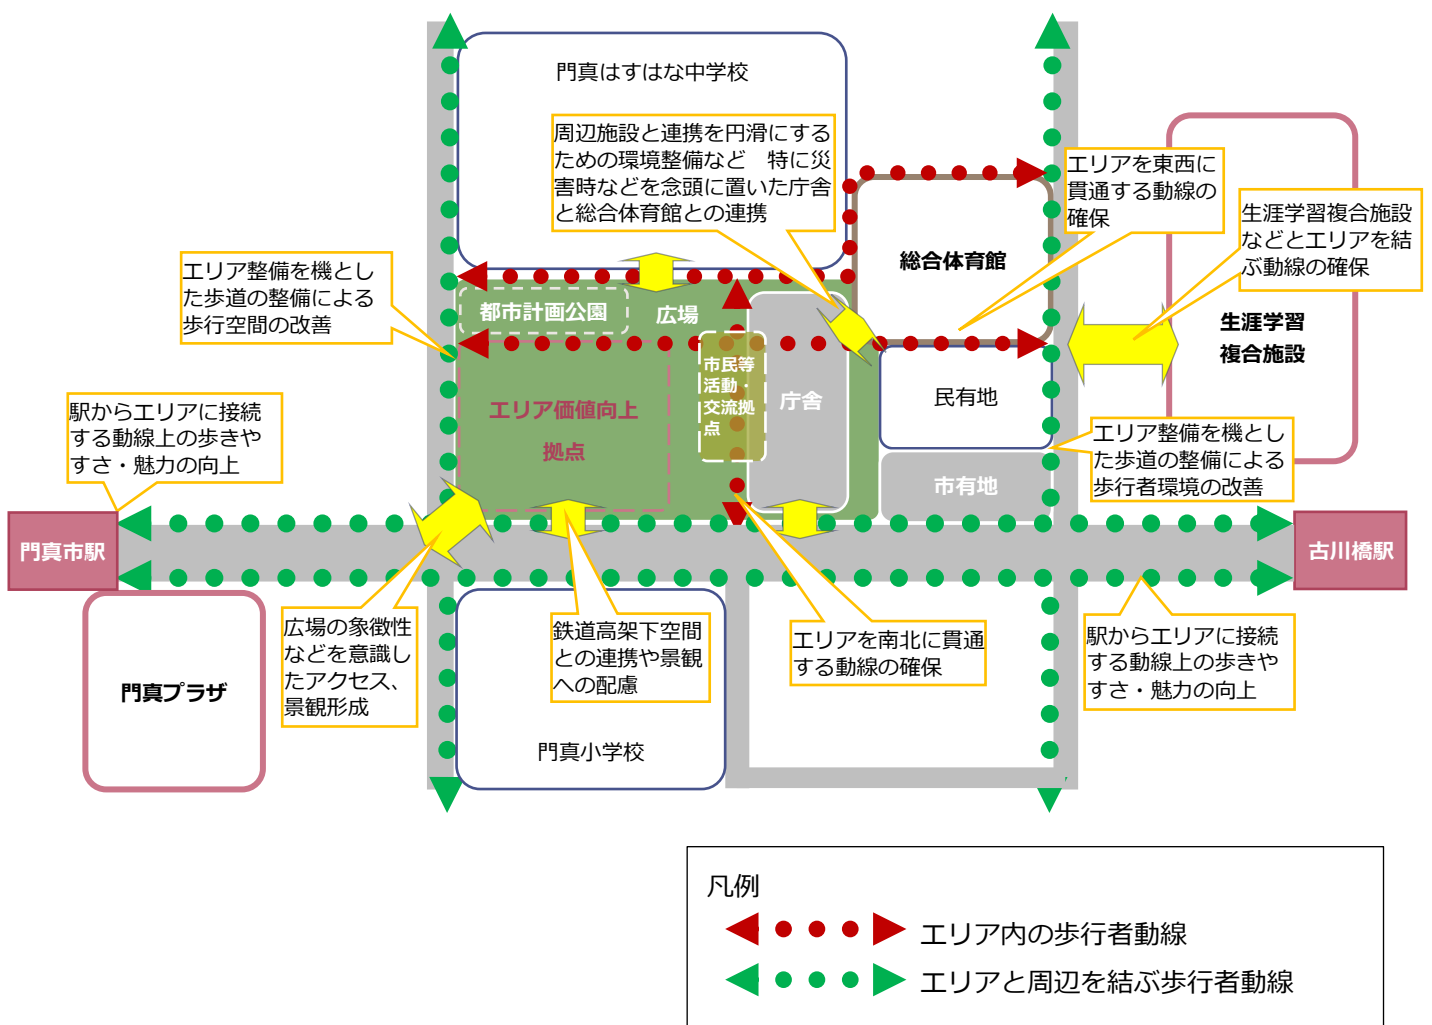 門真はすはな中学校
周辺施設と連携を円滑にする
ための環境整備など　特に災
害時などを念頭に置いた庁舎
と総合体育館との連携
エリアを東西に
貫通する動線の
確保
生涯学習複合施設
などとエリアを結
ぶ動線の確保
エリア整備を機とし
た歩道の整備による
歩行空間の改善
総合体育館
都市計画公園
広場
生涯学習
複合施設
市民等
活動・
交流拠
点
庁舎
民有地
エリア価値向上
拠点
駅からエリアに接続
する動線上の歩きや
すさ・魅力の向上
エリア整備を機とし
た歩道の整備による
歩行者環境の改善
市有地
門真市駅
古川橋駅
広場の象徴性
などを意識し
たアクセス、
景観形成
鉄道高架下空間
との連携や景観
への配慮
エリアを南北に貫通
する動線の確保
駅からエリアに接続
する動線上の歩きや
すさ・魅力の向上
門真プラザ
門真小学校
凡例
エリア内の歩行者動線
エリアと周辺を結ぶ歩行者動線